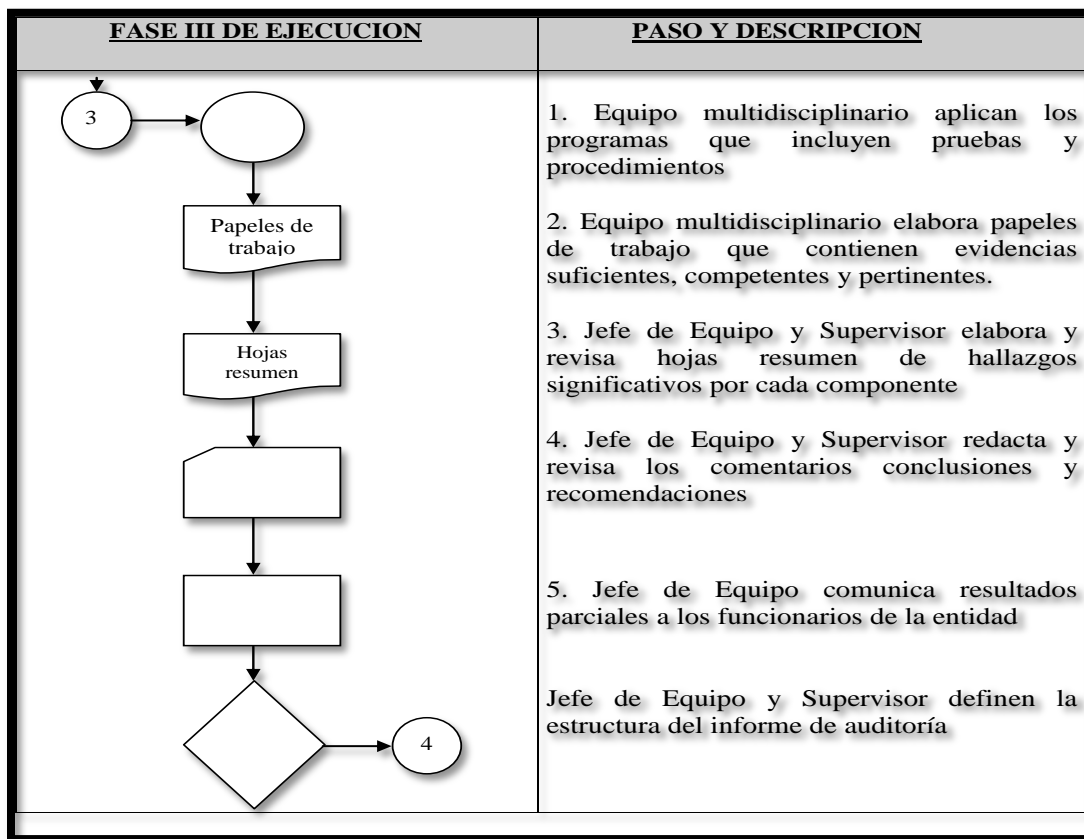 FASE III DE EJECUCION
PASO Y DESCRIPCION
3
Papeles de
trabajo
Hojas
resumen
4
1. Equipo multidisciplinario aplican los
programas que incluyen pruebas y
procedimientos
2. Equipo multidisciplinario elabora papeles
de trabajo que contienen evidencias
suficientes, competentes y pertinentes.
3. Jefe de Equipo y Supervisor elabora y
revisa hojas resumen de hallazgos
significativos por cada componente
4. Jefe de Equipo y Supervisor redacta y
revisa los comentarios conclusiones y
recomendaciones
5. Jefe de Equipo comunica resultados
parciales a los funcionarios de la entidad
Jefe de Equipo y Supervisor definen la
estructura del informe de auditoría